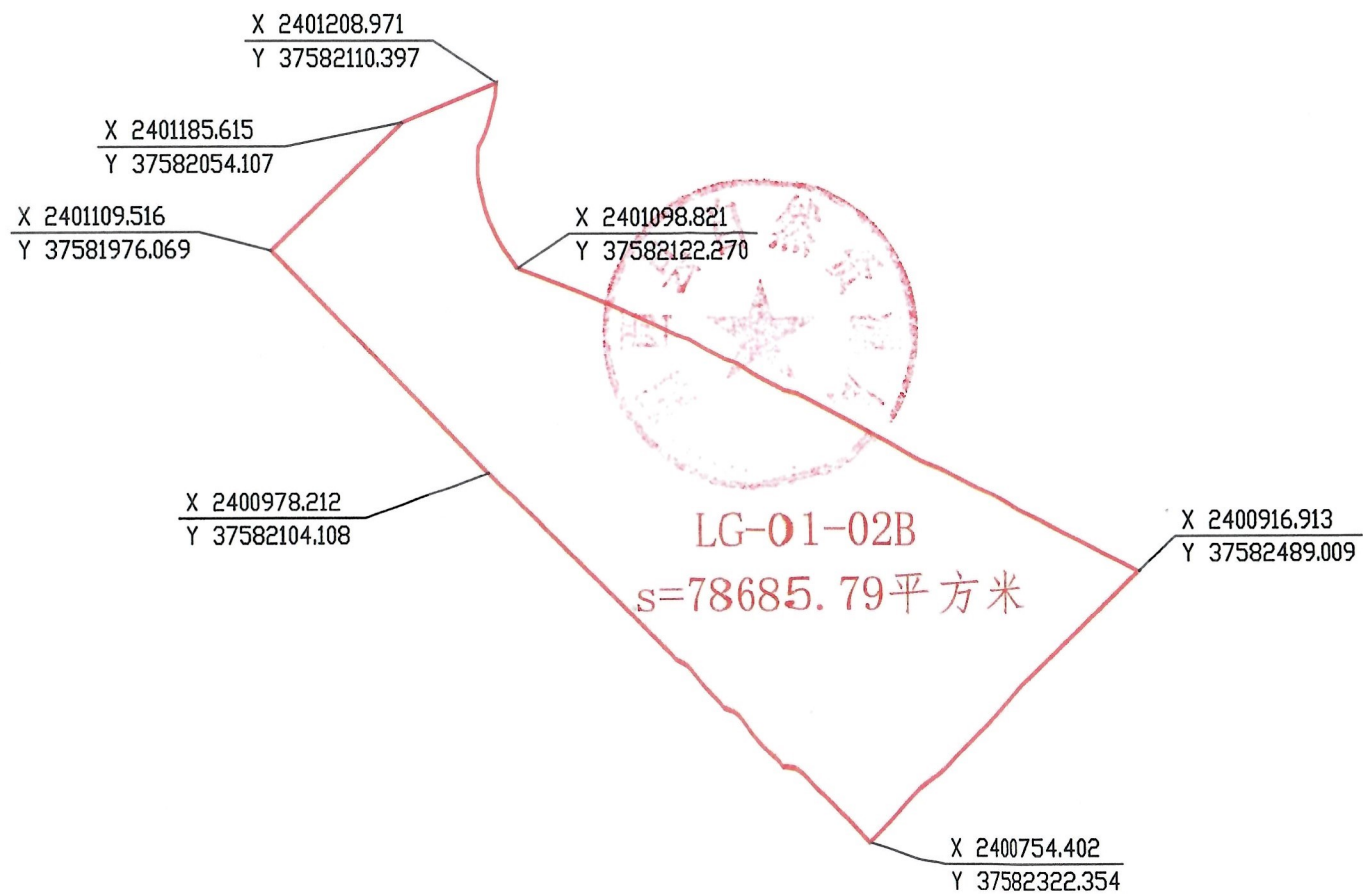 X 2401208.971
Y 37582110.397
X 2401185.615
Y 37582054.107
X 2401109.516
Y 37581976.069
X 2401098.821
Y 37582122.270
X 2400978.212
Y 37582104.108
X 2400916.913
Y 37582489.009
LG-01-02B
s=78685.79平方米
X 2400754.402
Y 37582322.354